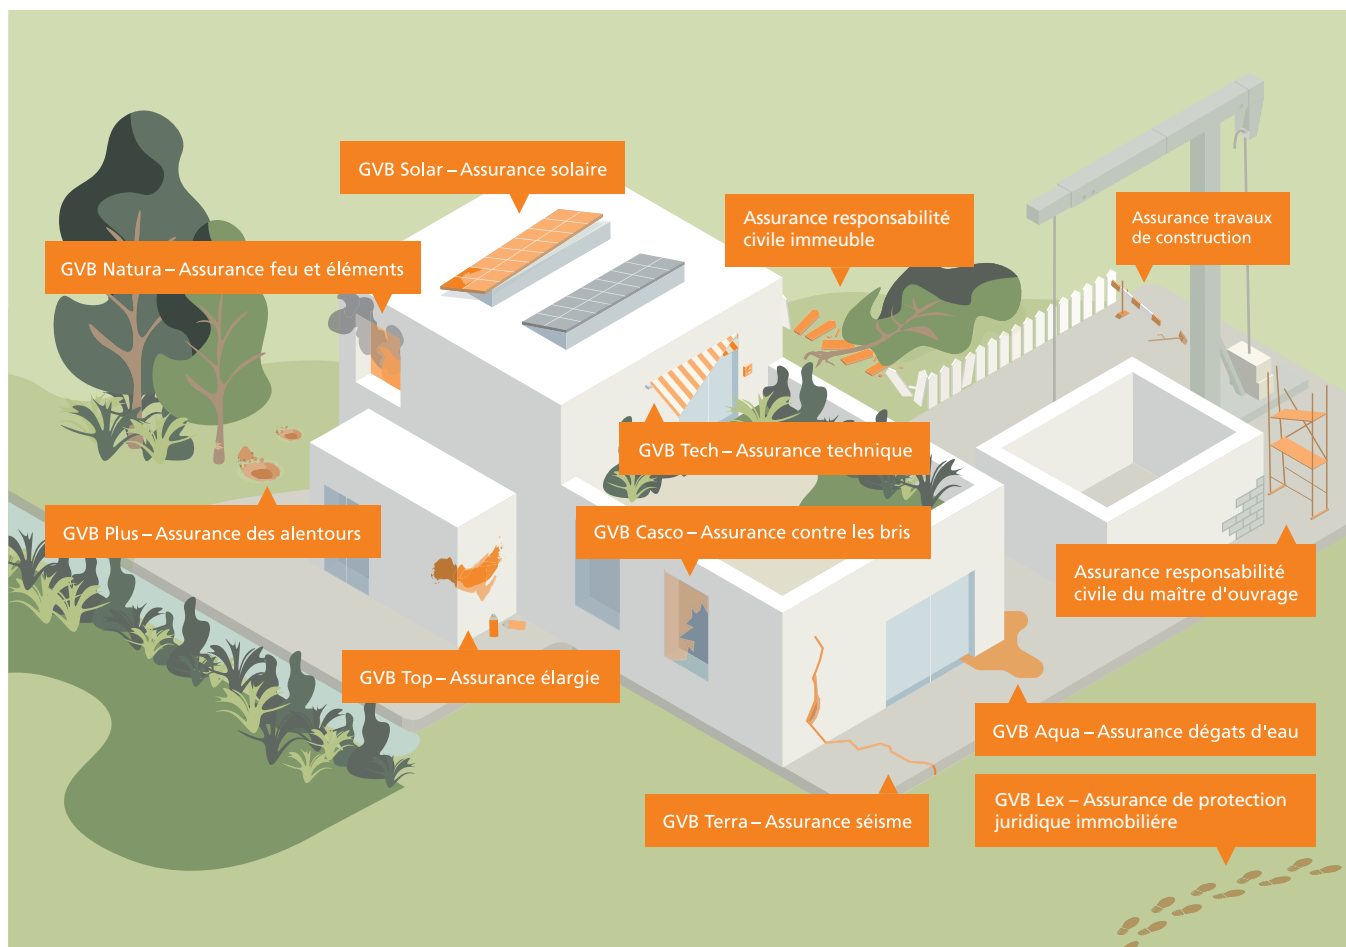 GVB Solar – Assurance solaire
Assurance responsabilité
civile immeuble
Assurance travaux
de construction
GVB Natura – Assurance feu et éléments
GVB Tech – Assurance technique
GVB Plus – Assurance des alentours
GVB Casco – Assurance contre les bris
Assurance responsabilité
civile du maître d'ouvrage
GVB Top – Assurance élargie
GVB Aqua – Assurance dégats d'eau
GVB Terra – Assurance séisme
GVB Lex – Assurance de protection
juridique immobiliére